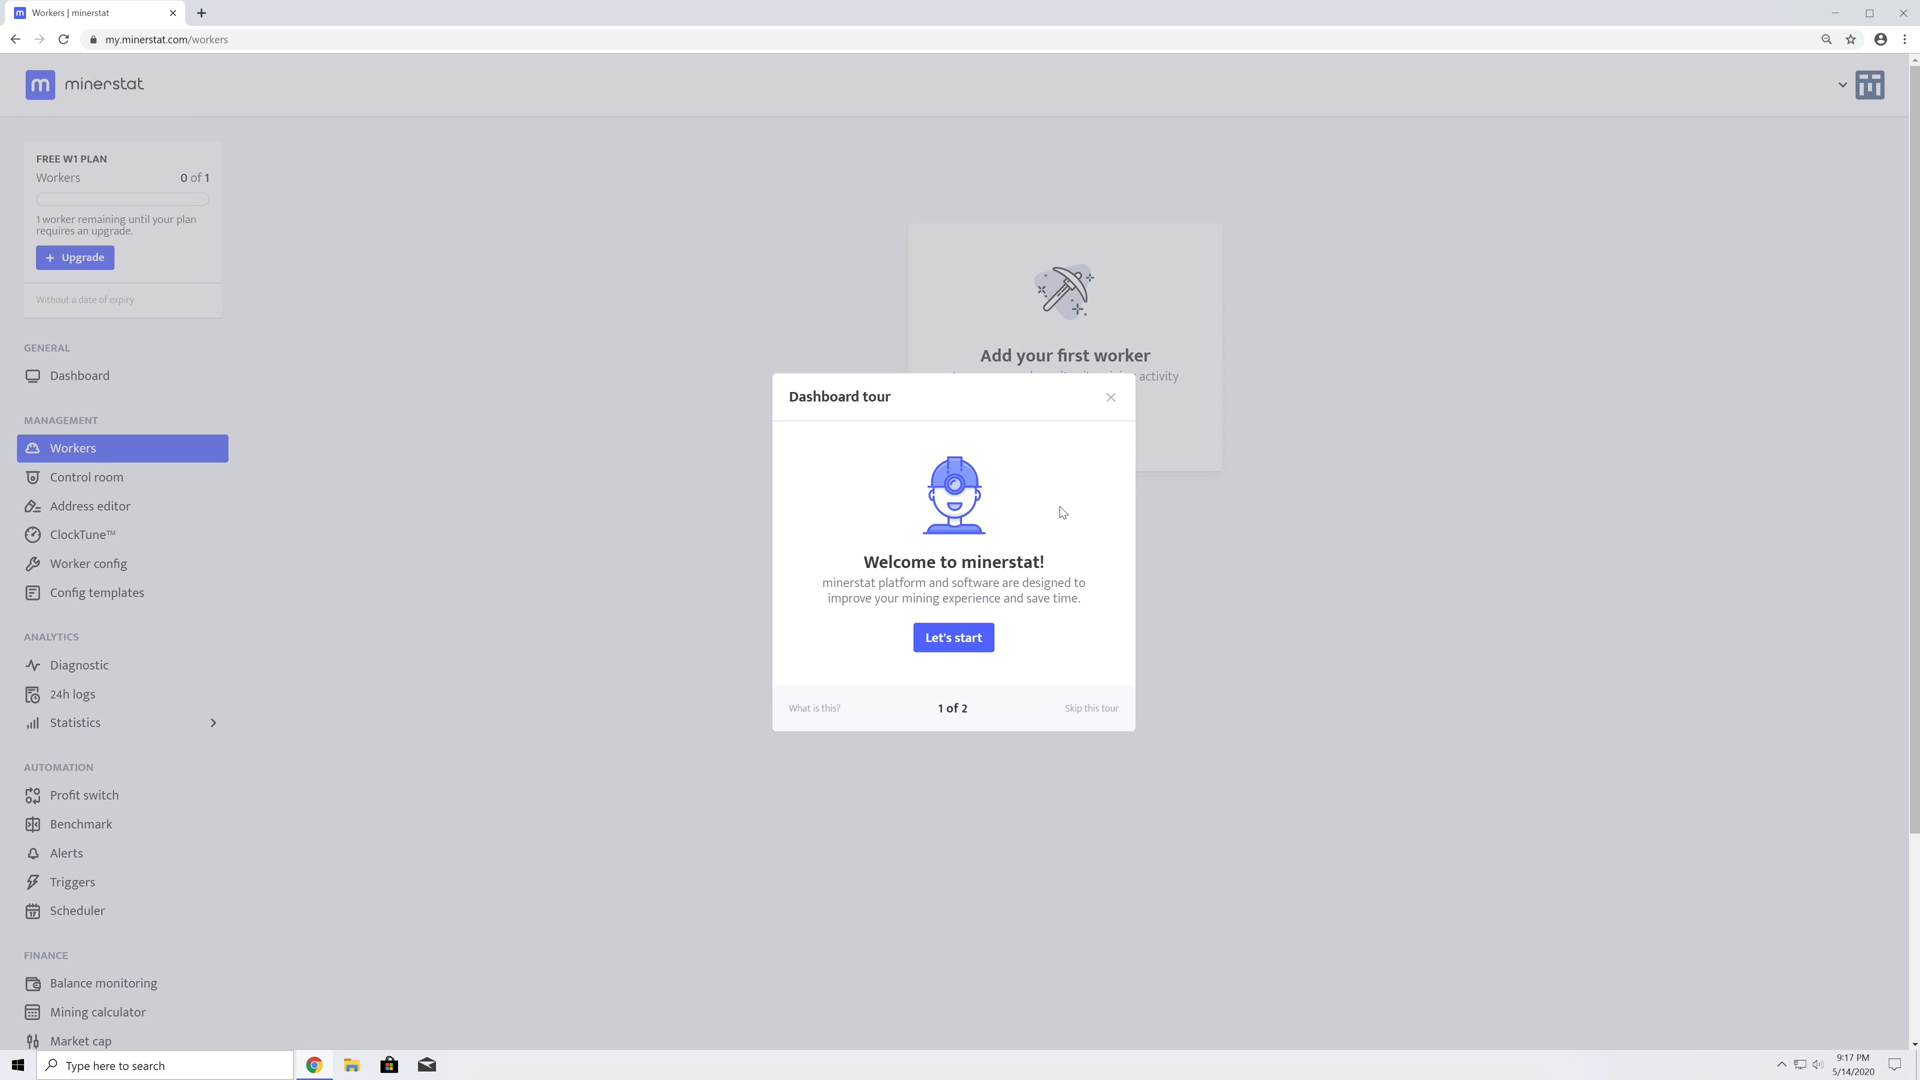 Workers | minerstat
my.minerstat.com/workers
minerstat
FREE W1 PLAN
Workers 0 of 1
1 worker remaining until your plan
requires an upgrade.
+ Upgrade
Without a date of expiry
GENERAL
Dashboard
MANAGEMENT
Workers
Control room
Address editor
ClockTune™
Worker config
Config templates
ANALYTICS
Diagnostic
24h logs
Statistics
AUTOMATION
Profit switch
Benchmark
Alerts
Triggers
Scheduler
FINANCE
Balance monitoring
Mining calculator
Market cap
Add your first worker
activity
Dashboard tour
Welcome to minerstat!
minerstat platform and software are designed to
improve your mining experience and save time.
Let's start
What is this? 1 of 2 Skip this tour
Type here to search
9:17 PM
5/14/2020